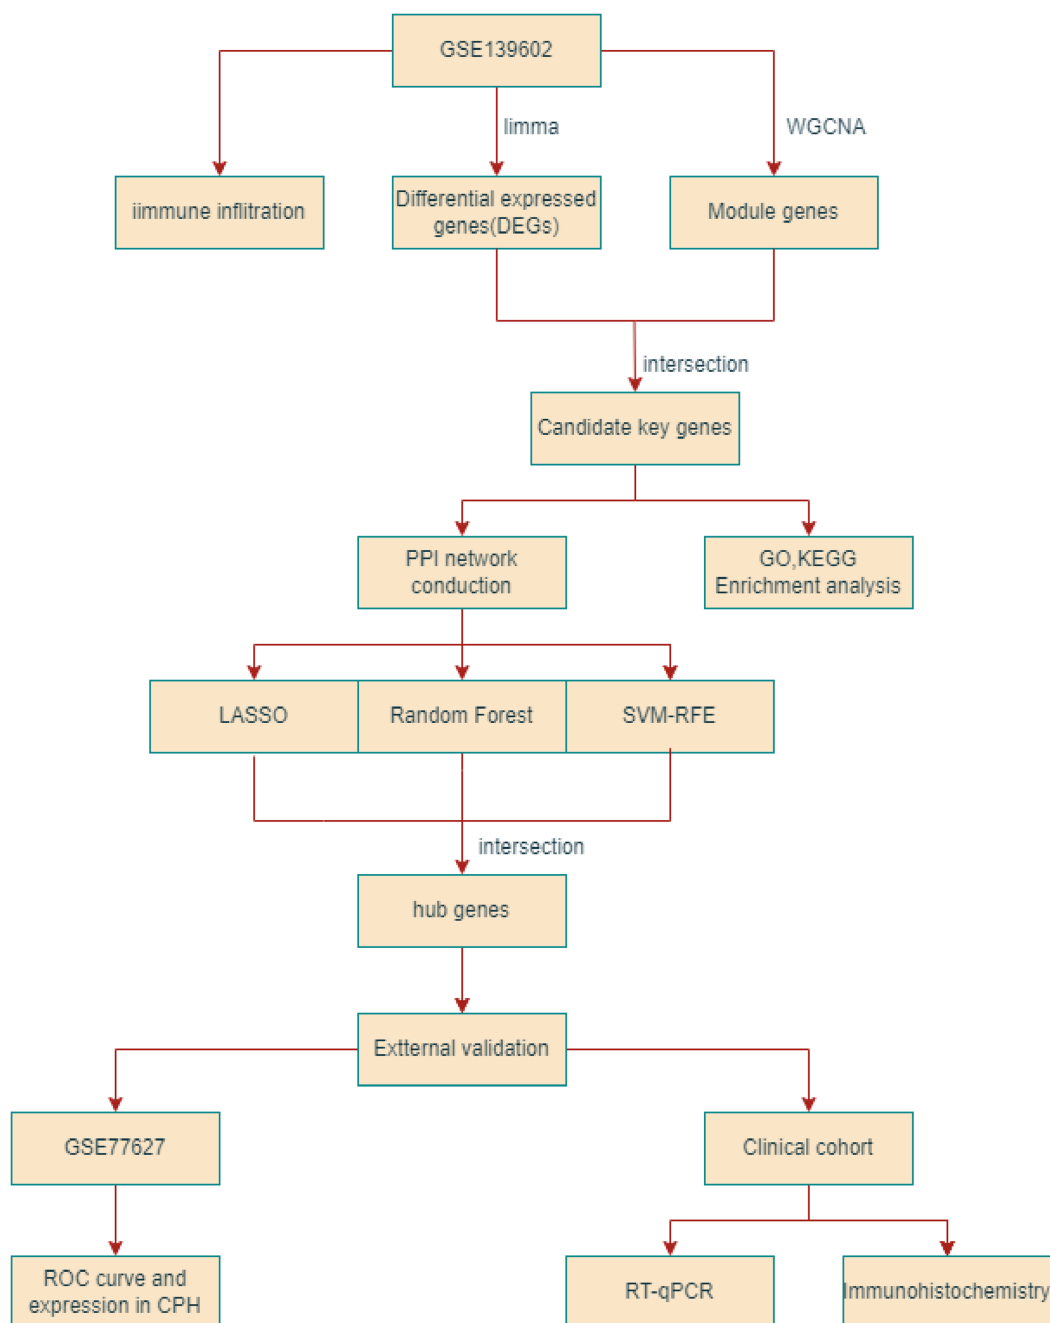 GSE139602
limma
WGCNA
iimmune inflitration
Differential expressed
genes(DEGs)
Module genes
intersection
Candidate key genes
PPI network
conduction
GO,KEGG
Enrichment analysis
LASSO
Random Forest
SVM-RFE
intersection
hub genes
Extternal validation
GSE77627
Clinical cohort
ROC curve and
expression in CPH
RT-qPCR
Immunohistochemistry